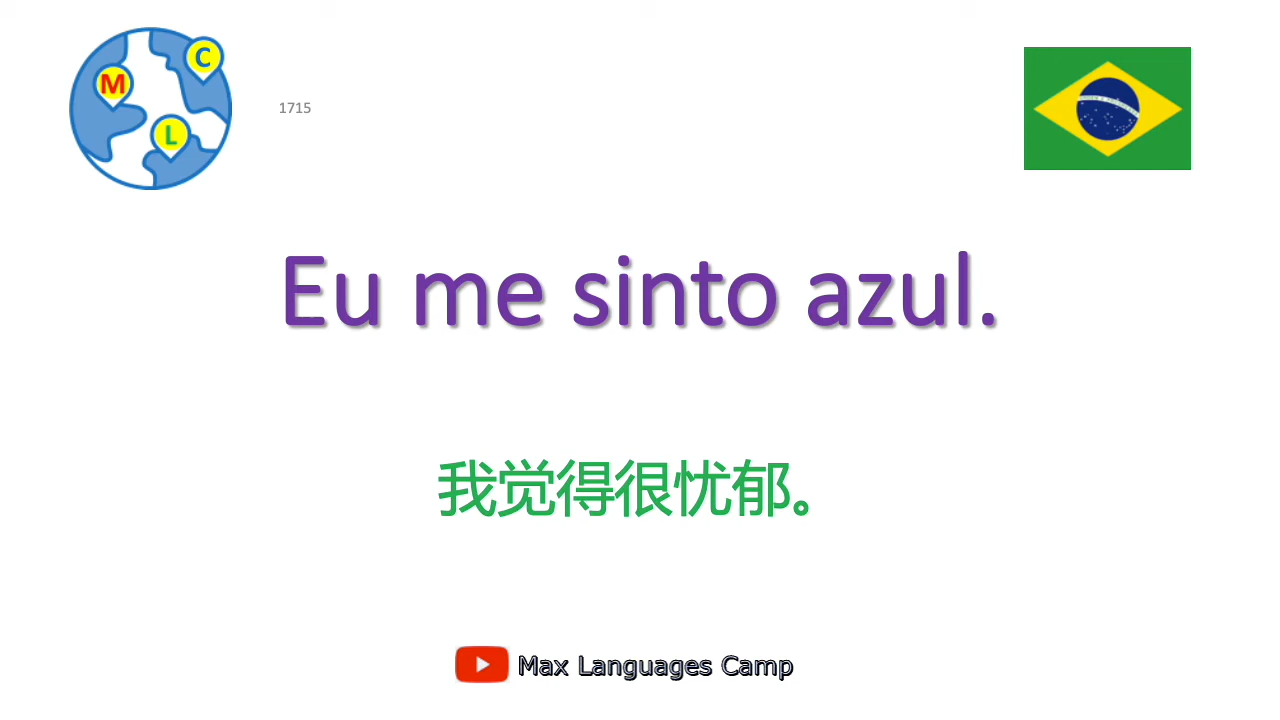 M
C
L
1715
Eu me sinto azul.
我觉得很忧郁。
Max Languages Camp